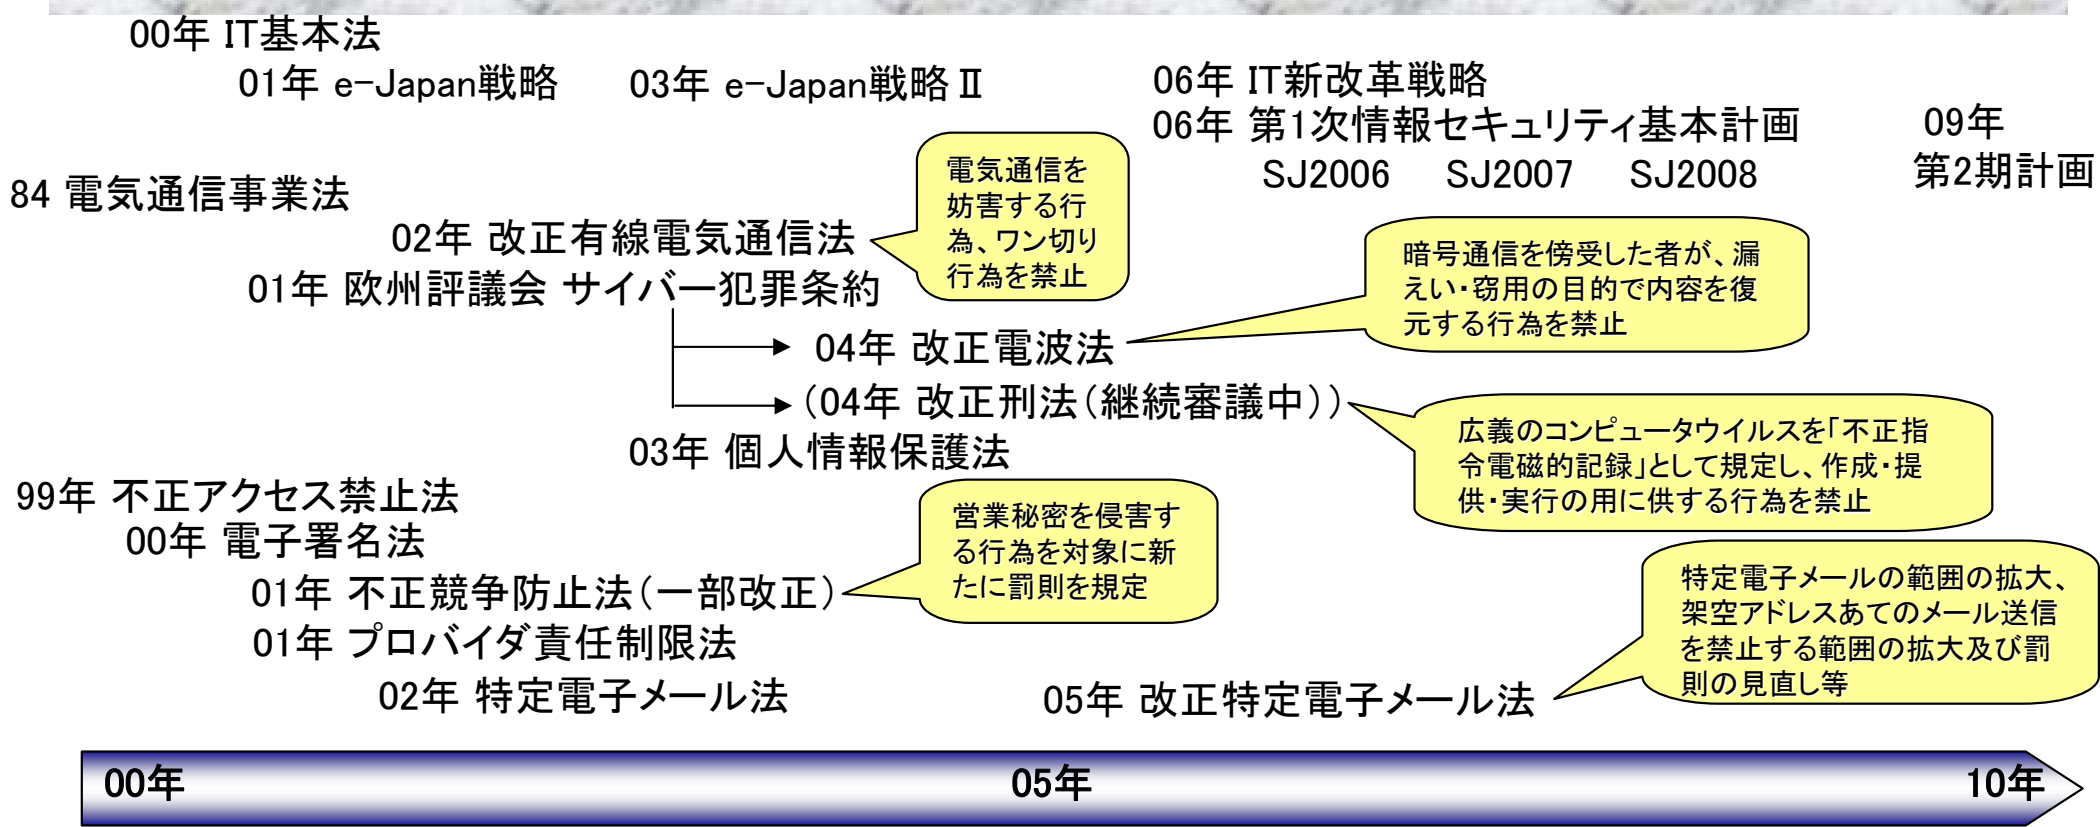 00年 IT基本法
01年 e-Japan戦略
03年 e-Japan戦略Ⅱ
06年 IT新改革戦略
06年 第1次情報セキュリティ基本計画
09年
第2期計画
SJ2006 SJ2007 SJ2008
84 電気通信事業法
02年 改正有線電気通信法
電気通信を
妨害する行
為、ワン切り
行為を禁止
01年 欧州評議会 サイバー犯罪条約
暗号通信を傍受した者が、漏
えい・窃用の目的で内容を復
元する行為を禁止
04年 改正電波法
(04年 改正刑法(継続審議中))
広義のコンピュータウイルスを「不正指
令電磁的記録」として規定し、作成・提
供・実行の用に供する行為を禁止
03年 個人情報保護法
99年 不正アクセス禁止法
00年 電子署名法
営業秘密を侵害す
る行為を対象に新
たに罰則を規定
01年 不正競争防止法(一部改正)
01年 プロバイダ責任制限法
02年 特定電子メール法
05年 改正特定電子メール法
特定電子メールの範囲の拡大、
架空アドレスあてのメール送信
を禁止する範囲の拡大及び罰
則の見直し等
00年 05年 10年